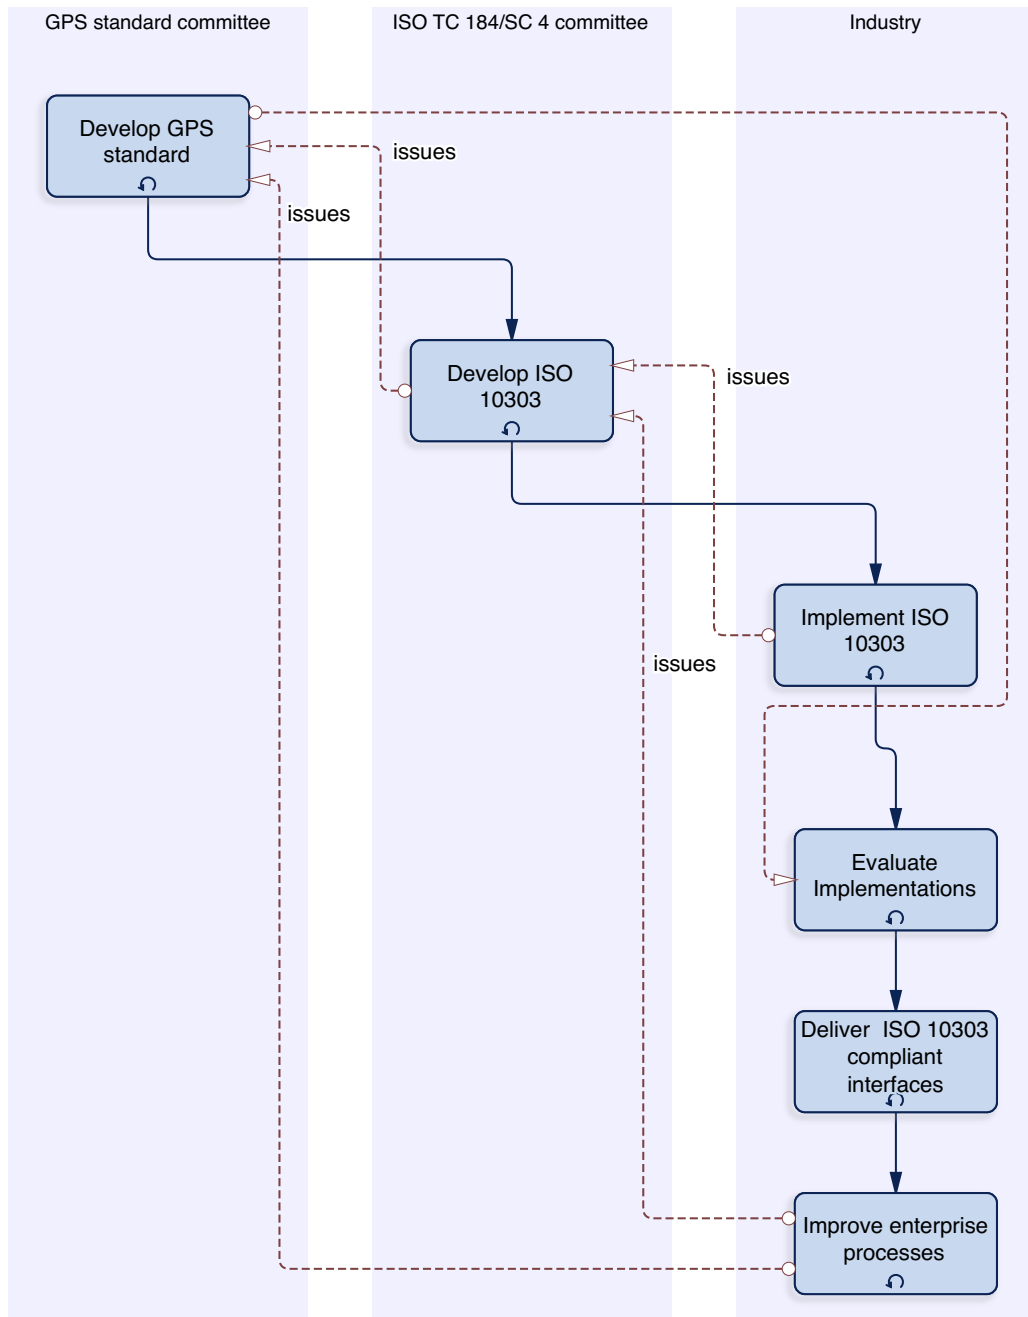 GPS standard committee
ISO TC 184/SC 4 committee
Industry
Develop GPS
standard
issues
issues
Develop ISO
10303
issues
Implement ISO
10303
issues
Evaluate
Implementations
Deliver  ISO 10303
compliant
interfaces
Improve enterprise
processes